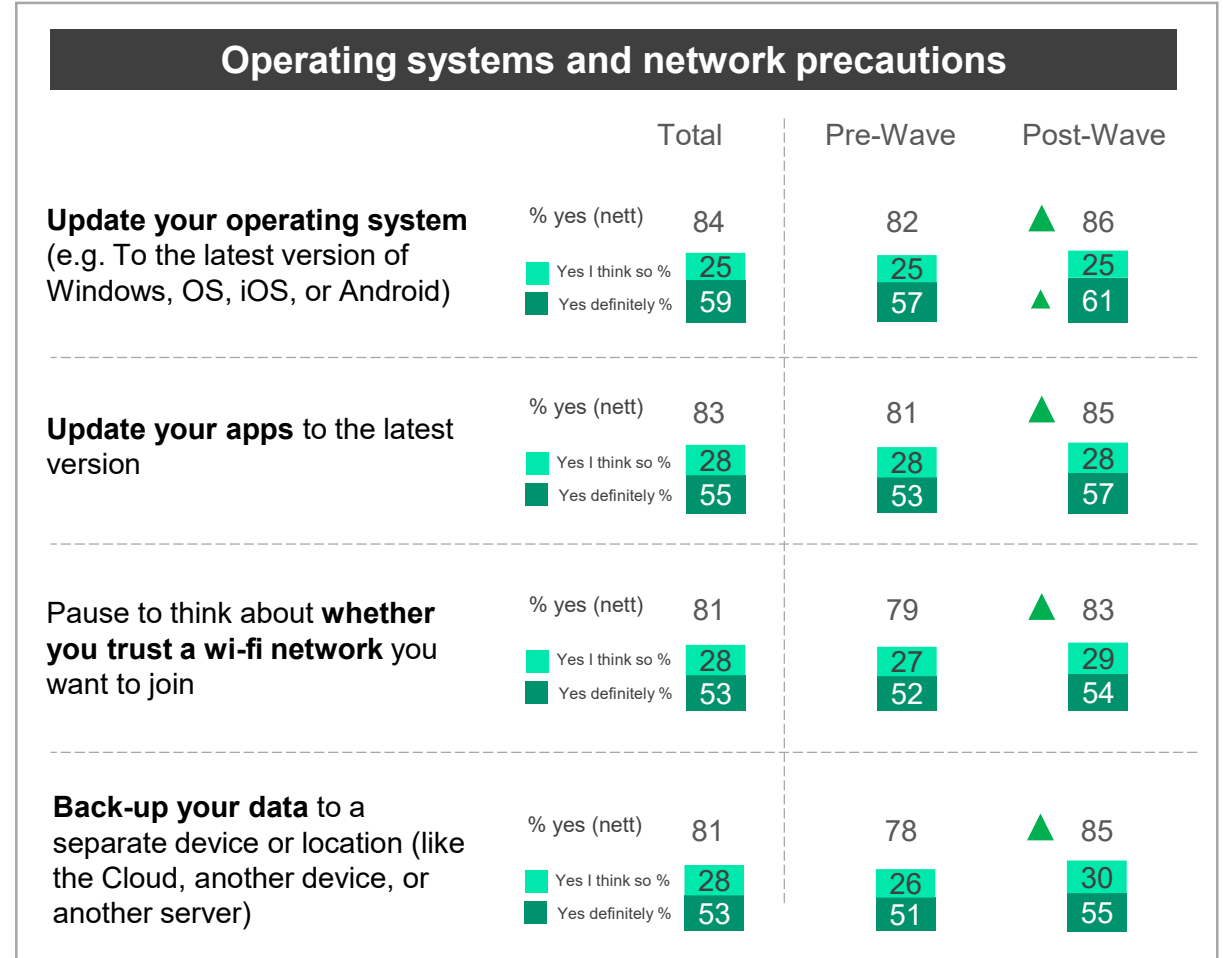 Operating systems and network precautions
Total Pre-Wave Post-Wave
Update your operating system
(e.g. To the latest version of
Windows, OS, iOS, or Android)
% yes (nett) 84 82 86
Yes I think so % 25 25 25
Yes definitely % 59 57 61
Update your apps to the latest
version
% yes (nett) 83 81 85
Yes I think so % 28 28 28
Yes definitely % 55 53 57
Pause to think about whether
you trust a wi-fi network you
want to join
% yes (nett) 81 79 83
Yes I think so % 28 27 29
Yes definitely % 53 52 54
Back-up your data to a
separate device or location (like
the Cloud, another device, or
another server)
% yes (nett) 81 78 85
Yes I think so % 28 26 30
Yes definitely % 53 51 55